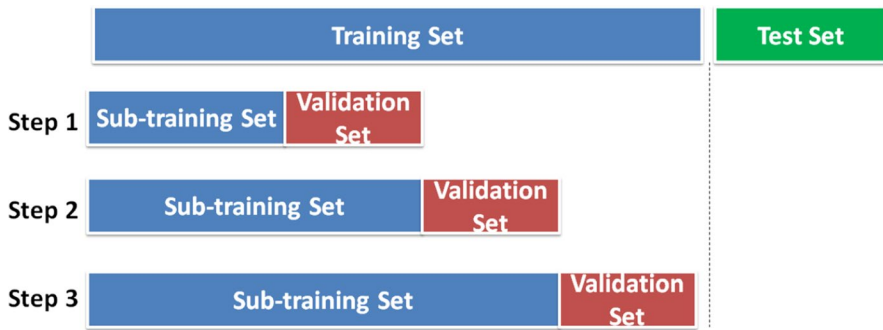 Training Set
Test Set
Step 1
Sub-training Set
Validation
Set
Step 2
Sub-training Set
Validation
Set
Step 3
Sub-training Set
Validation
Set